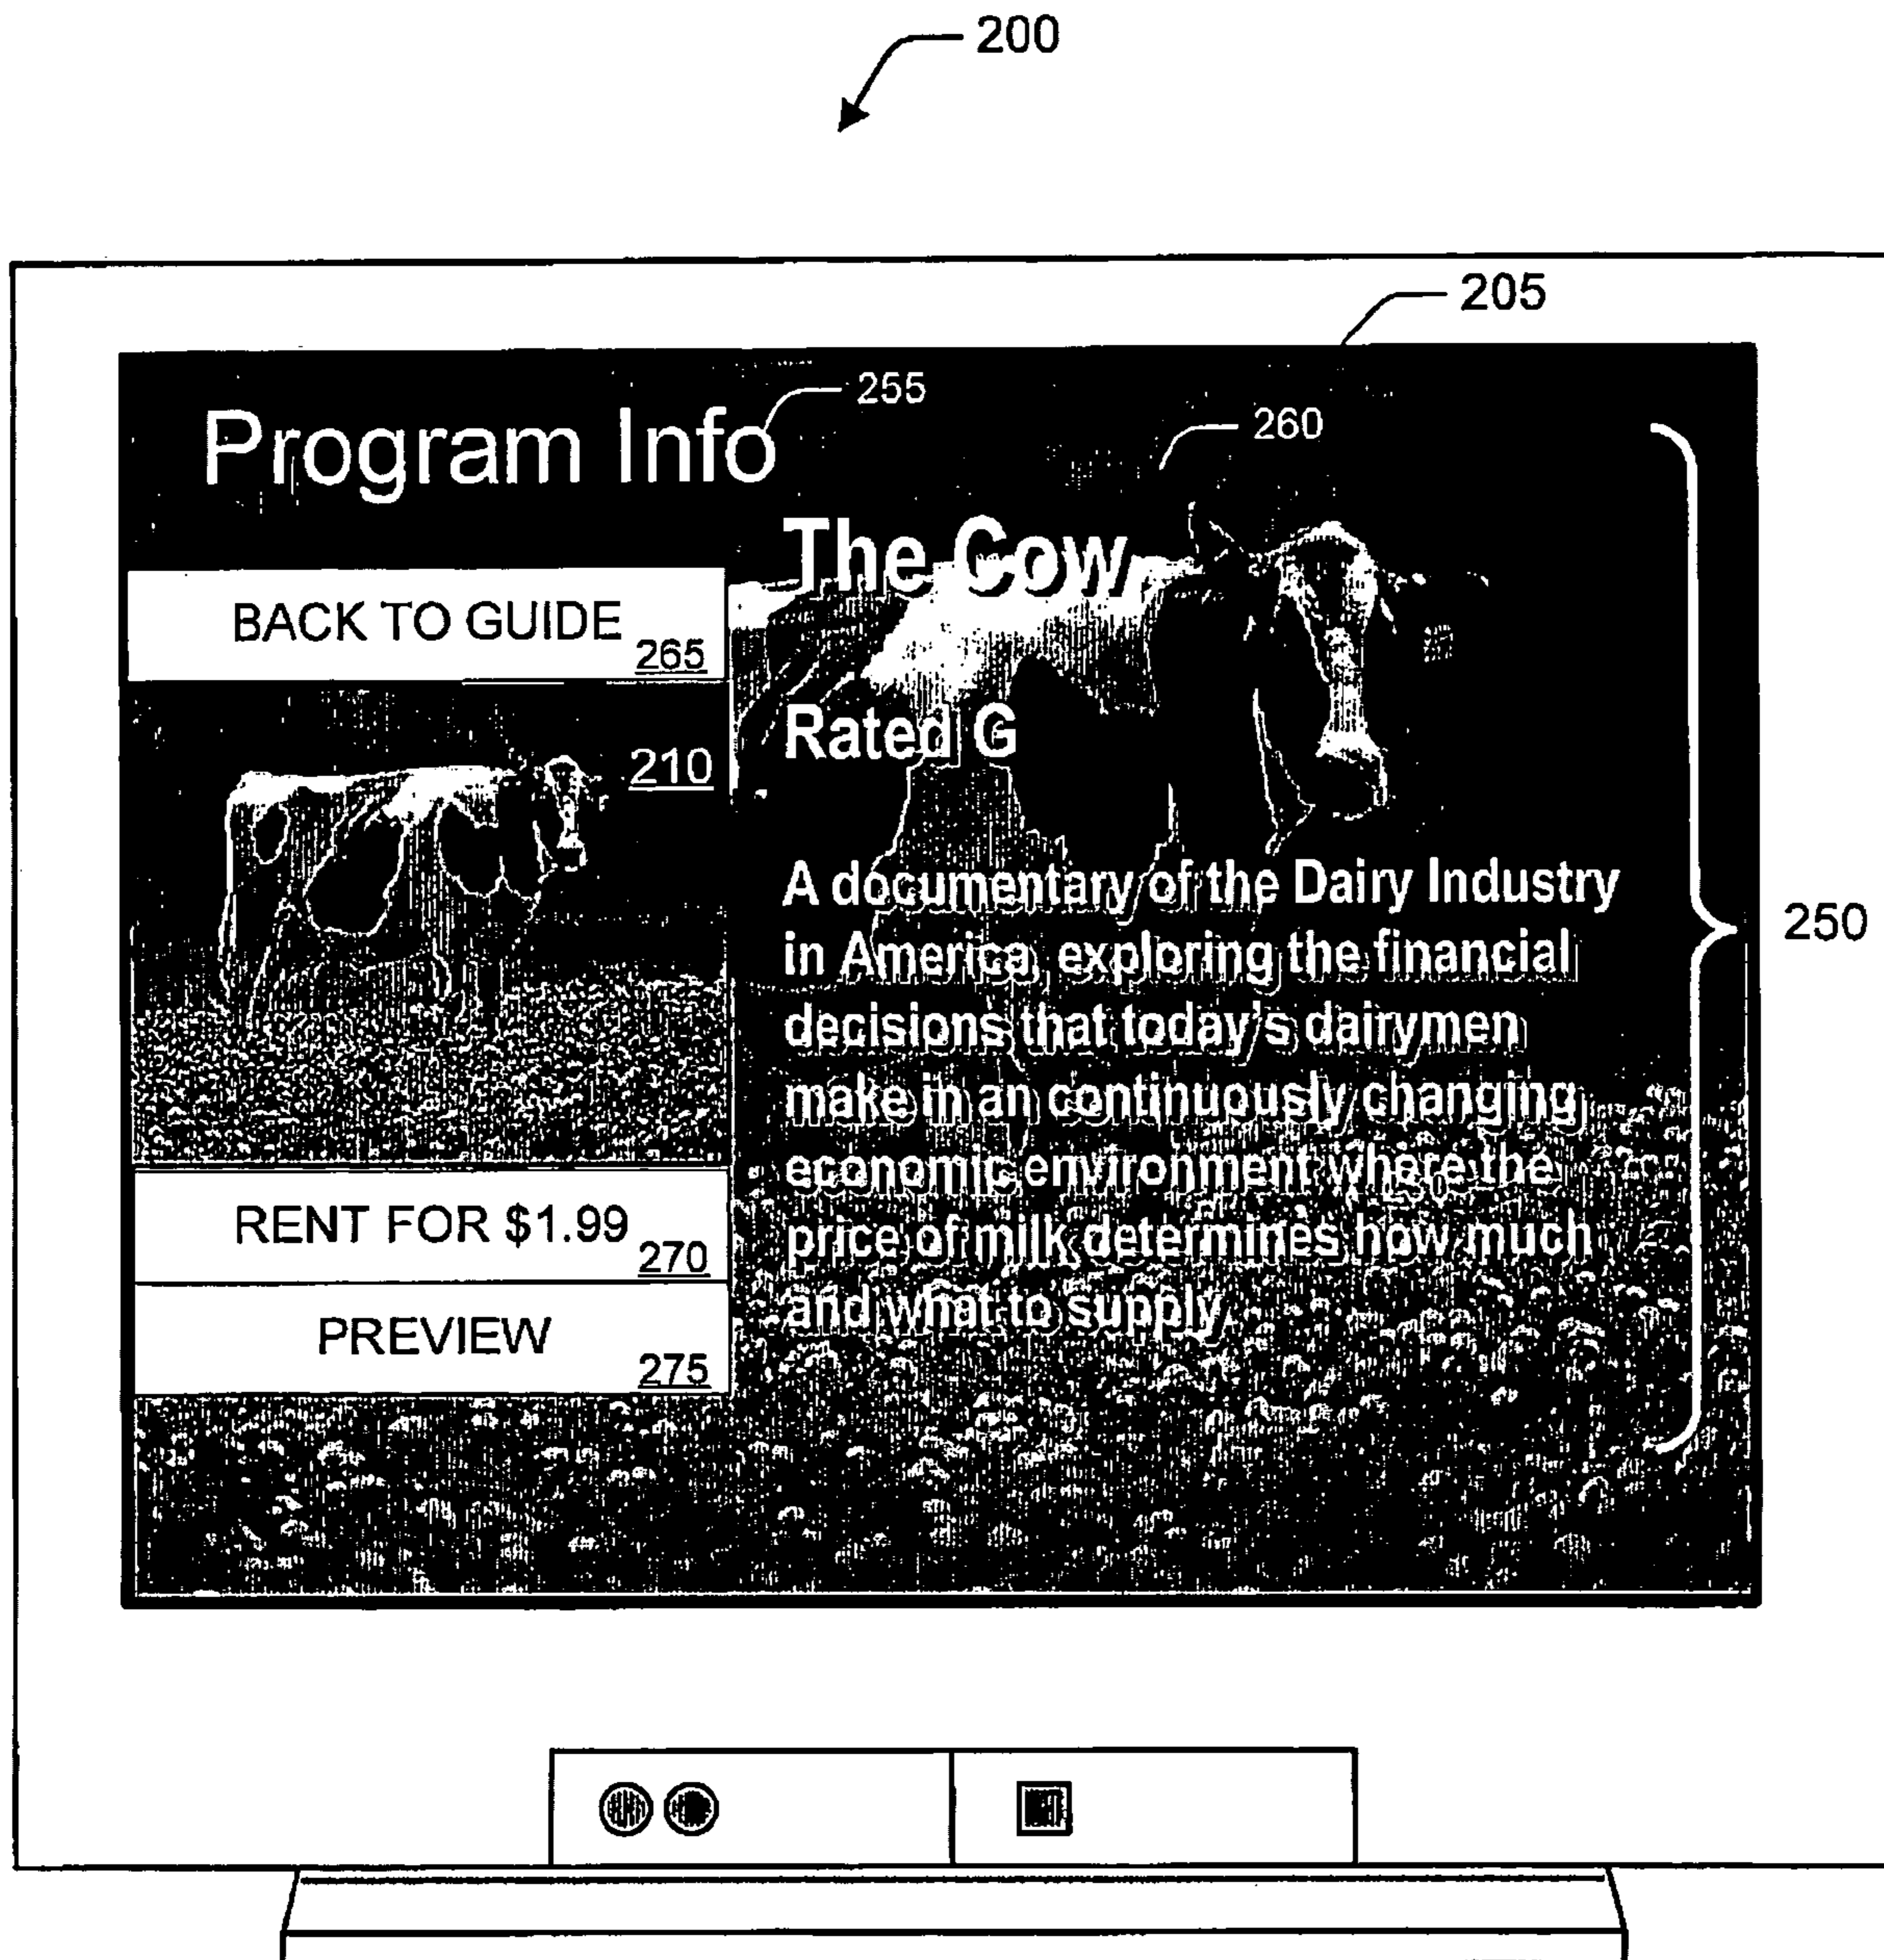 200
205
Program Info
255
260
The Cow
BACK TO GUIDE
265
Rated G
210
A documentary of the Dairy Industry
in America, exploring the financial
decisions that today's dairymen
make in an continuously changing
economic environment where the
price of milk determines how much
and what to supply.
250
RENT FOR $1.99
270
PREVIEW
275